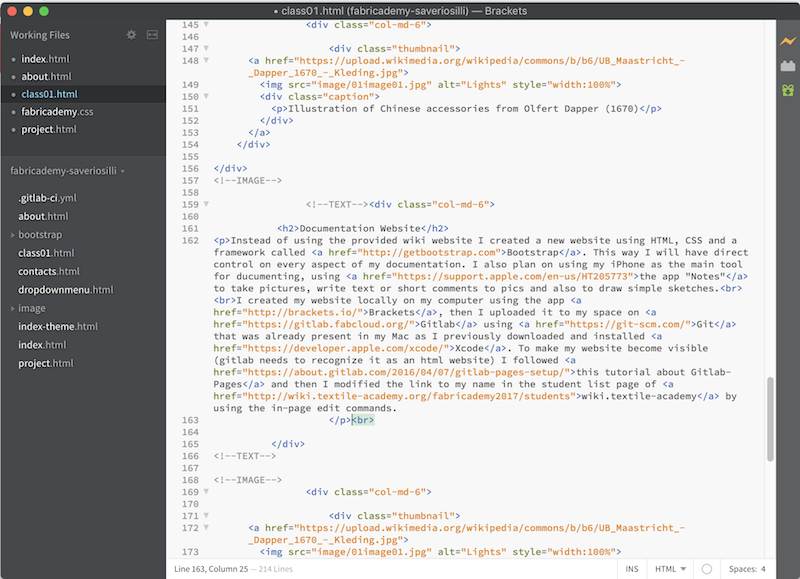 • class01.html (fabricademy-saveriosilli) — Brackets
Working Files
• index.html
• about.html
• class01.html
• fabricademy.css
• project.html
fabricademy-saveriosilli
.gitlab-ci.yml
about.html
bootstrap
class01.html
contacts.html
dropdownmenu.html
image
index-theme.html
index.html
project.html
145 <div class="col-md-6">
146
147 <div class="thumbnail">
148 <a href="https://upload.wikimedia.org/wikipedia/commons/b/b6/UB_Maastricht_-
_Dapper_1670_-_Kleding.jpg">
149 <img src="image/01image01.jpg" alt="Lights" style="width:100%">
150 <div class="caption">
151 <p>Illustration of Chinese accessories from Olfert Dapper (1670)</p>
152 </div>
153 </a>
154 </div>
155
156 </div>
157 <!--IMAGE-->
158
159 <!--TEXT--><div class="col-md-6">
160
161 <h2>Documentation Website</h2>
162 <p>Instead of using the provided wiki website I created a new website using HTML, CSS and a
framework called <a href="http://getbootstrap.com">Bootstrap</a>. This way I will have direct
control on every aspect of my documentation. I also plan on using my iPhone as the main tool
for ducumenting, using <a href="https://support.apple.com/en-us/HT205773">the app "Notes"</a>
to take pictures, write text or short comments to pics and also to draw simple sketches.<br>
<br>I created my website locally on my computer using the app <a
href="http://brackets.io/">Brackets</a>, then I uploaded it to my space on <a
href="https://gitlab.fabcloud.org/">Gitlab</a> using <a href="https://git-scm.com/">Git</a>
that was already present in my Mac as I previously downloaded and installed <a
href="https://developer.apple.com/xcode/">Xcode</a>. To make my website become visible
(gitlab needs to recognize it as an html website) I followed <a
href="https://about.gitlab.com/2016/04/07/gitlab-pages-setup/">this tutorial about Gitlab-
Pages</a> and then I modified the link to my name in the student list page of <a
href="http://wiki.textile-academy.org/fabricademy2017/students">wiki.textile-academy</a> by
using the in-page edit commands.
163 </p><br>
164
165 </div>
166 <!--TEXT-->
167
168 <!--IMAGE-->
169 <div class="col-md-6">
170
171 <div class="thumbnail">
172 <a href="https://upload.wikimedia.org/wikipedia/commons/b/b6/UB_Maastricht_-
_Dapper_1670_-_Kleding.jpg">
173 <img src="image/01image01.jpg" alt="Lights" style="width:100%">
Line 163, Column 25 — 214 Lines
INS HTML Spaces: 4